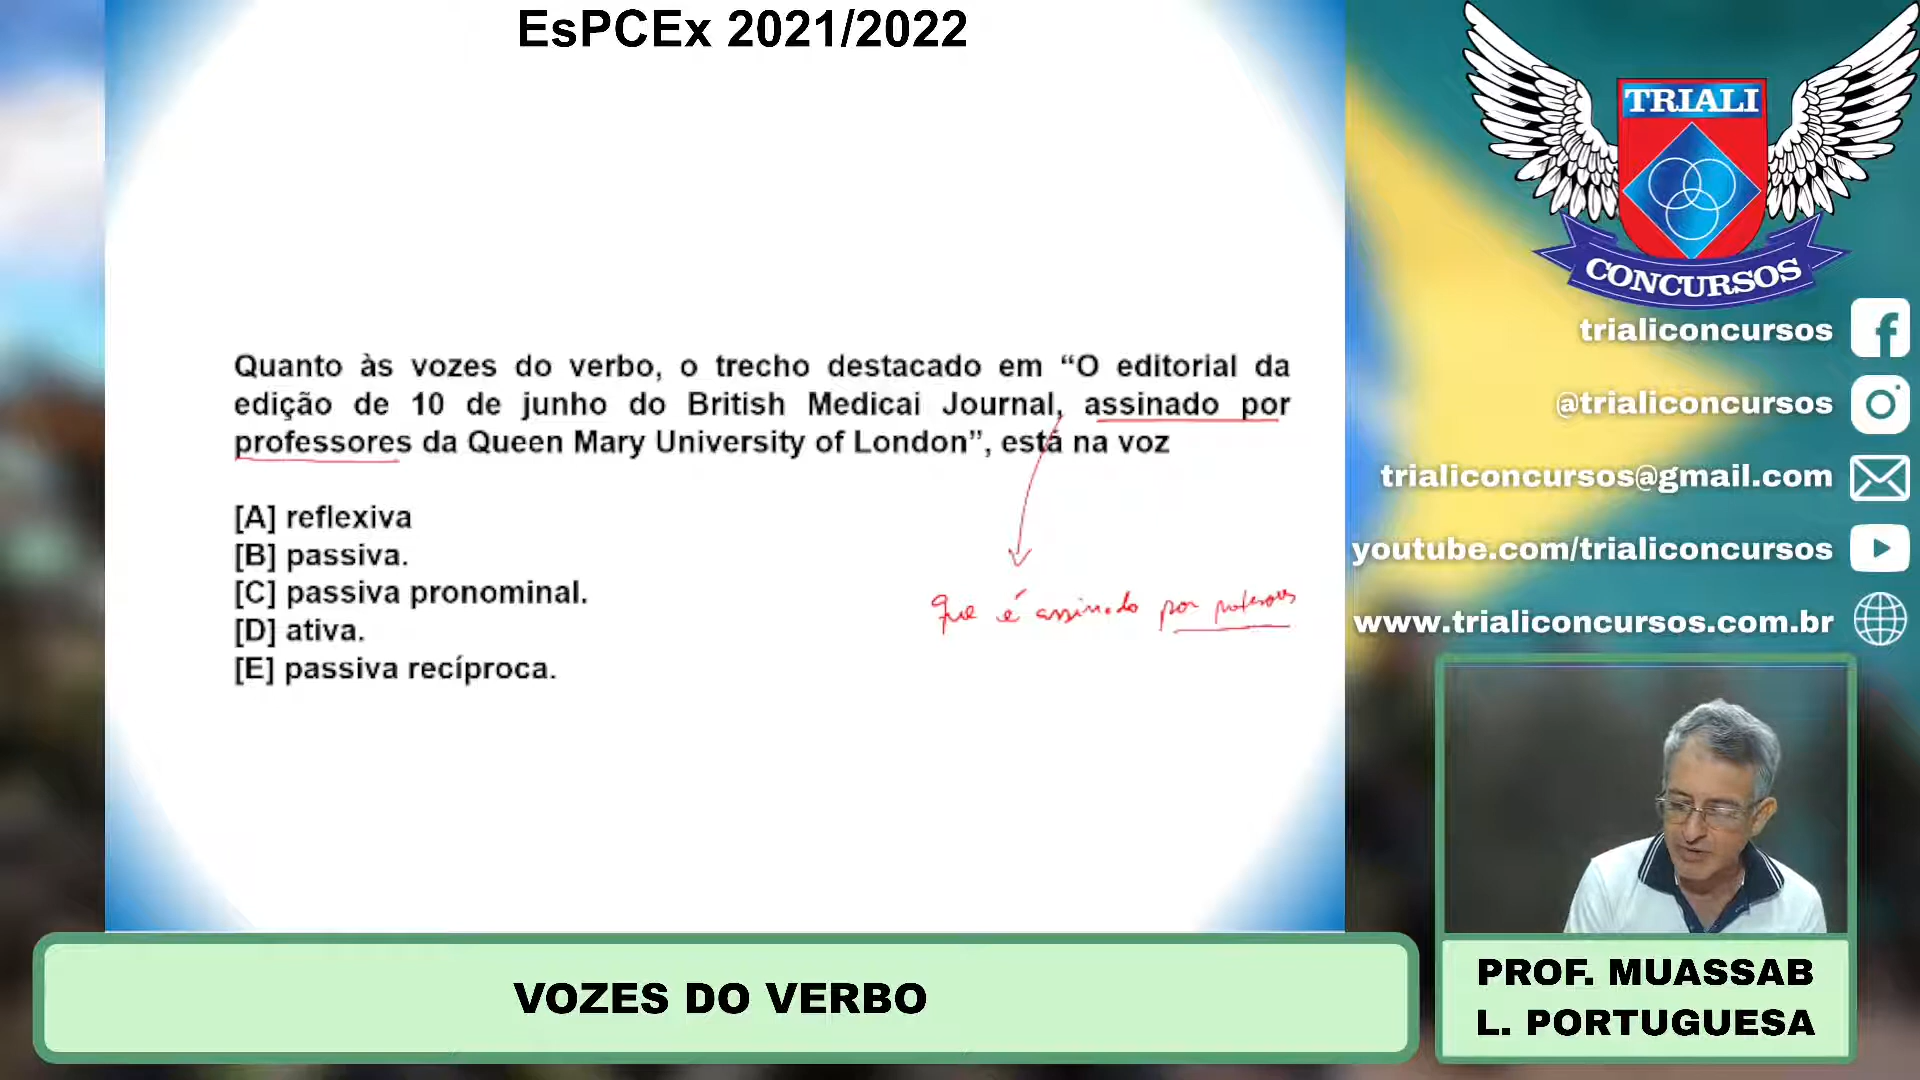 EsPCEx 2021/2022
Quanto às vozes do verbo, o trecho destacado em “O editorial da
edição de 10 de junho do British Medicai Journal, assinado por
professores da Queen Mary University of London”, está na voz
[A] reflexiva
[B] passiva.
[C] passiva pronominal.
[D] ativa.
[E] passiva recíproca.
que é assinado por professores
TRIALI
CONCURSOS
trialiconcursos
@trialiconcursos
trialiconcursos@gmail.com
youtube.com/trialiconcursos
www.trialiconcursos.com.br
VOZES DO VERBO
PROF. MUASSAB
L. PORTUGUESA